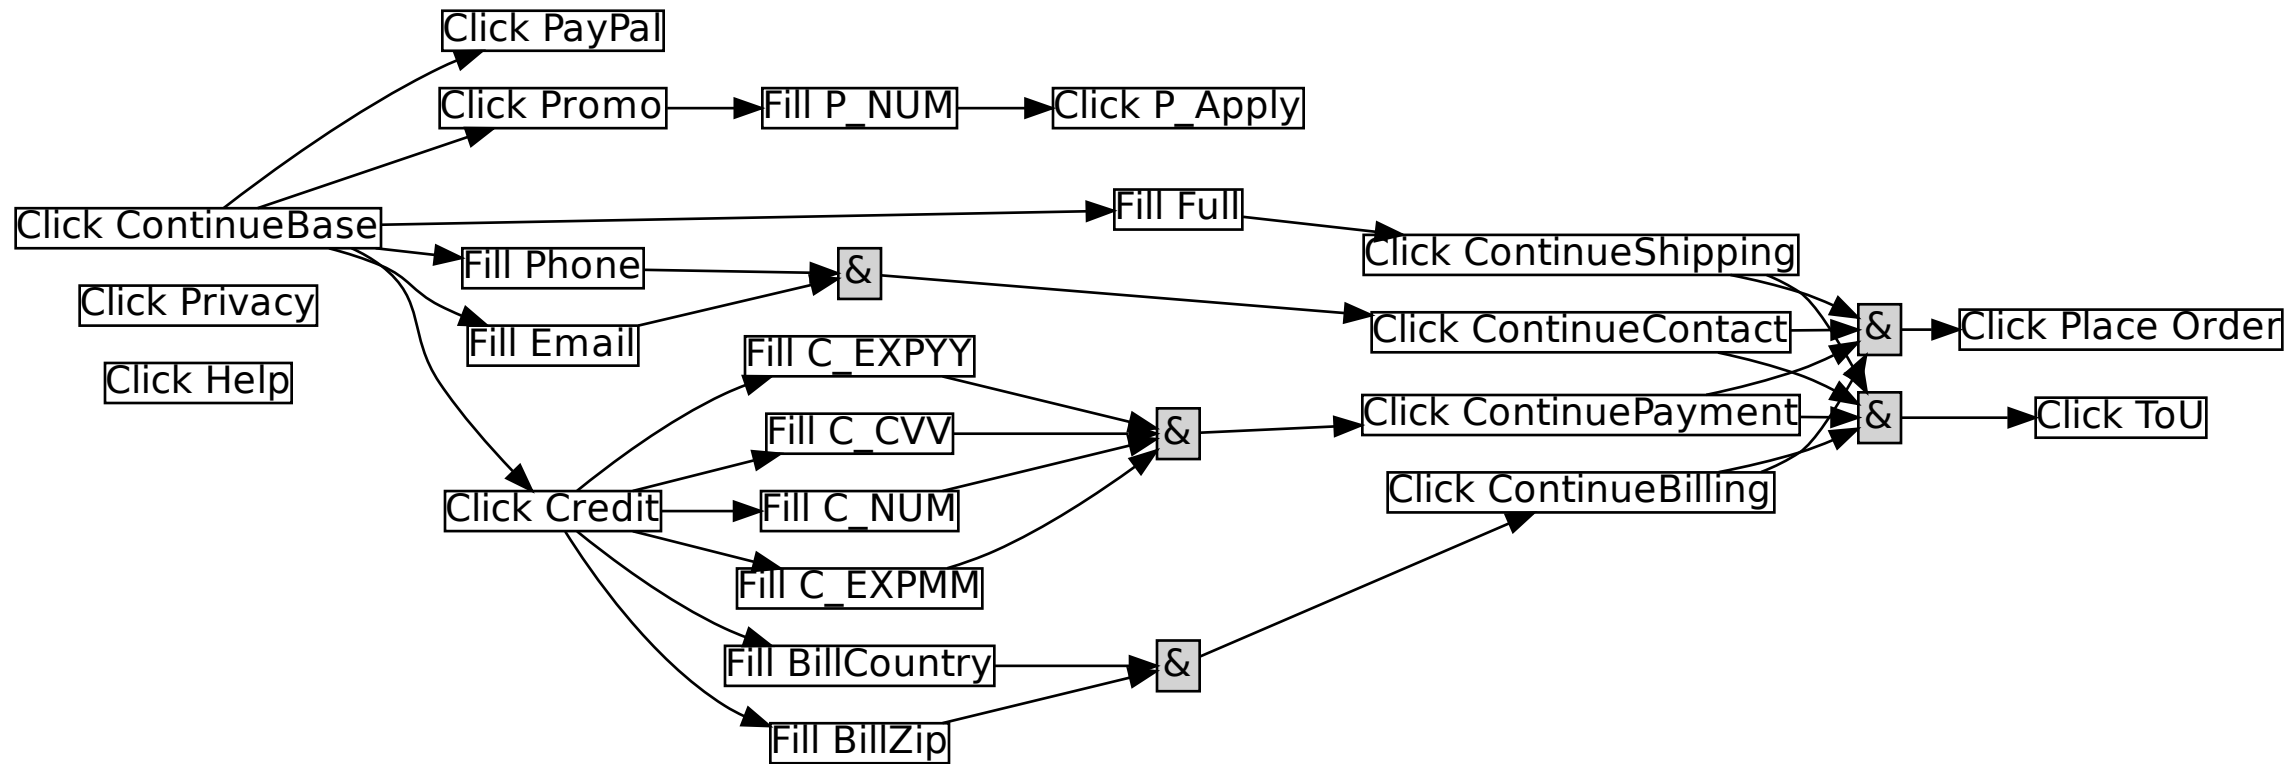 Click PayPal
Click Promo
Fill P_NUM
Click P_Apply
Click ContinueBase
Fill Full
Fill Phone
&
Click ContinueShipping
Click Privacy
Fill Email
Click ContinueContact
&
Click Place Order
Click Help
Fill C_EXPYY
Fill C_CVV
&
Click ContinuePayment
&
Click ToU
Click Credit
Fill C_NUM
Click ContinueBilling
Fill C_EXPMM
Fill BillCountry
&
Fill BillZip